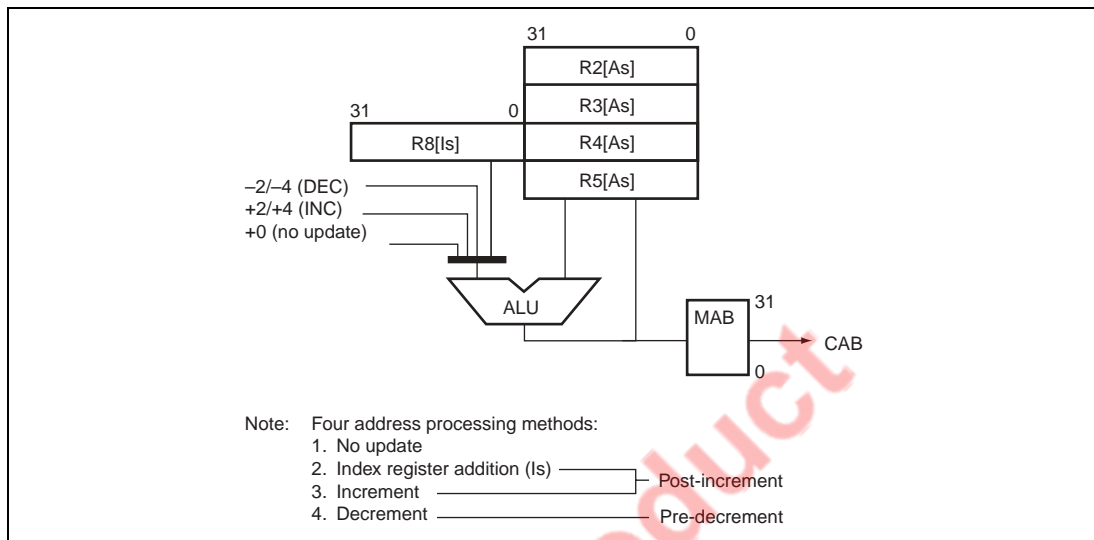 31 0
R2[As]
R3[As]
31 0
R8[Is] R4[As]
R5[As]
–2/–4 (DEC)
+2/+4 (INC)
+0 (no update)
ALU
MAB 31
CAB
0
Note: Four address processing methods:
1. No update
2. Index register addition (Is)
Post-increment
3. Increment
4. Decrement Pre-decrement
duct